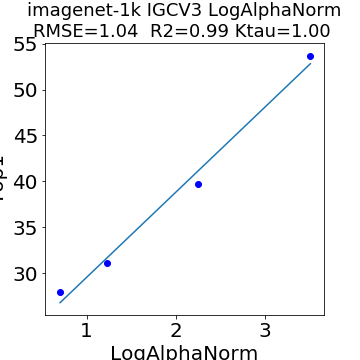 imagenet-1k IGCV3 LogAlphaNorm
RMSE=1.04 R2=0.99 Ktau=1.00
55
50
45
40
35
30
1 2 3
LogAlphaNorm